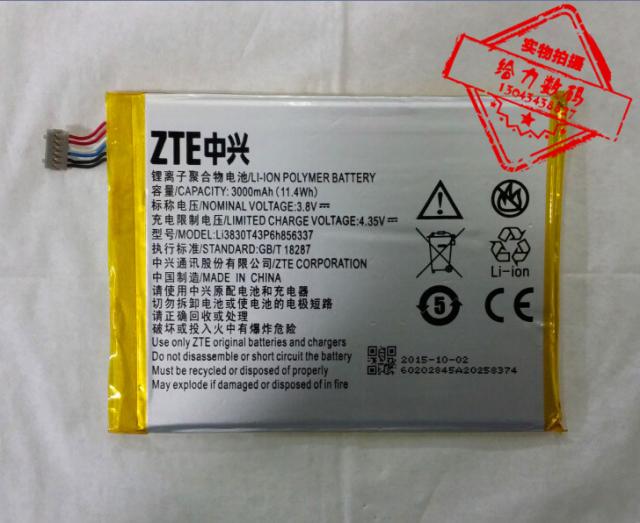 实物拍摄
给力数码
ZTE中兴
锂离子聚合物电池/LI-ION POLYMER BATTERY
容量/CAPACITY: 3000mAh (11.4Wh)
标称电压/NOMINAL VOLTAGE: 3.8V
充电限制电压/LIMITED CHARGE VOLTAGE: 4.35V
型号/MODEL: Li3830T43P6h856337
执行标准/STANDARD: GB/T 18287
中兴通讯股份有限公司/ZTE CORPORATION
中国制造/MADE IN CHINA
请使用中兴原配电池和充电器
切勿拆卸电池或使电池的电极短路
请正确回收或处理
破坏或投入火中有爆炸危险
Use only ZTE original batteries and chargers
Do not disassemble or short circuit the battery
Must be recycled or disposed of properly
May explode if damaged or disposed of in fire
Li-ion
5
CE
2015-10-02
60202845A20258374